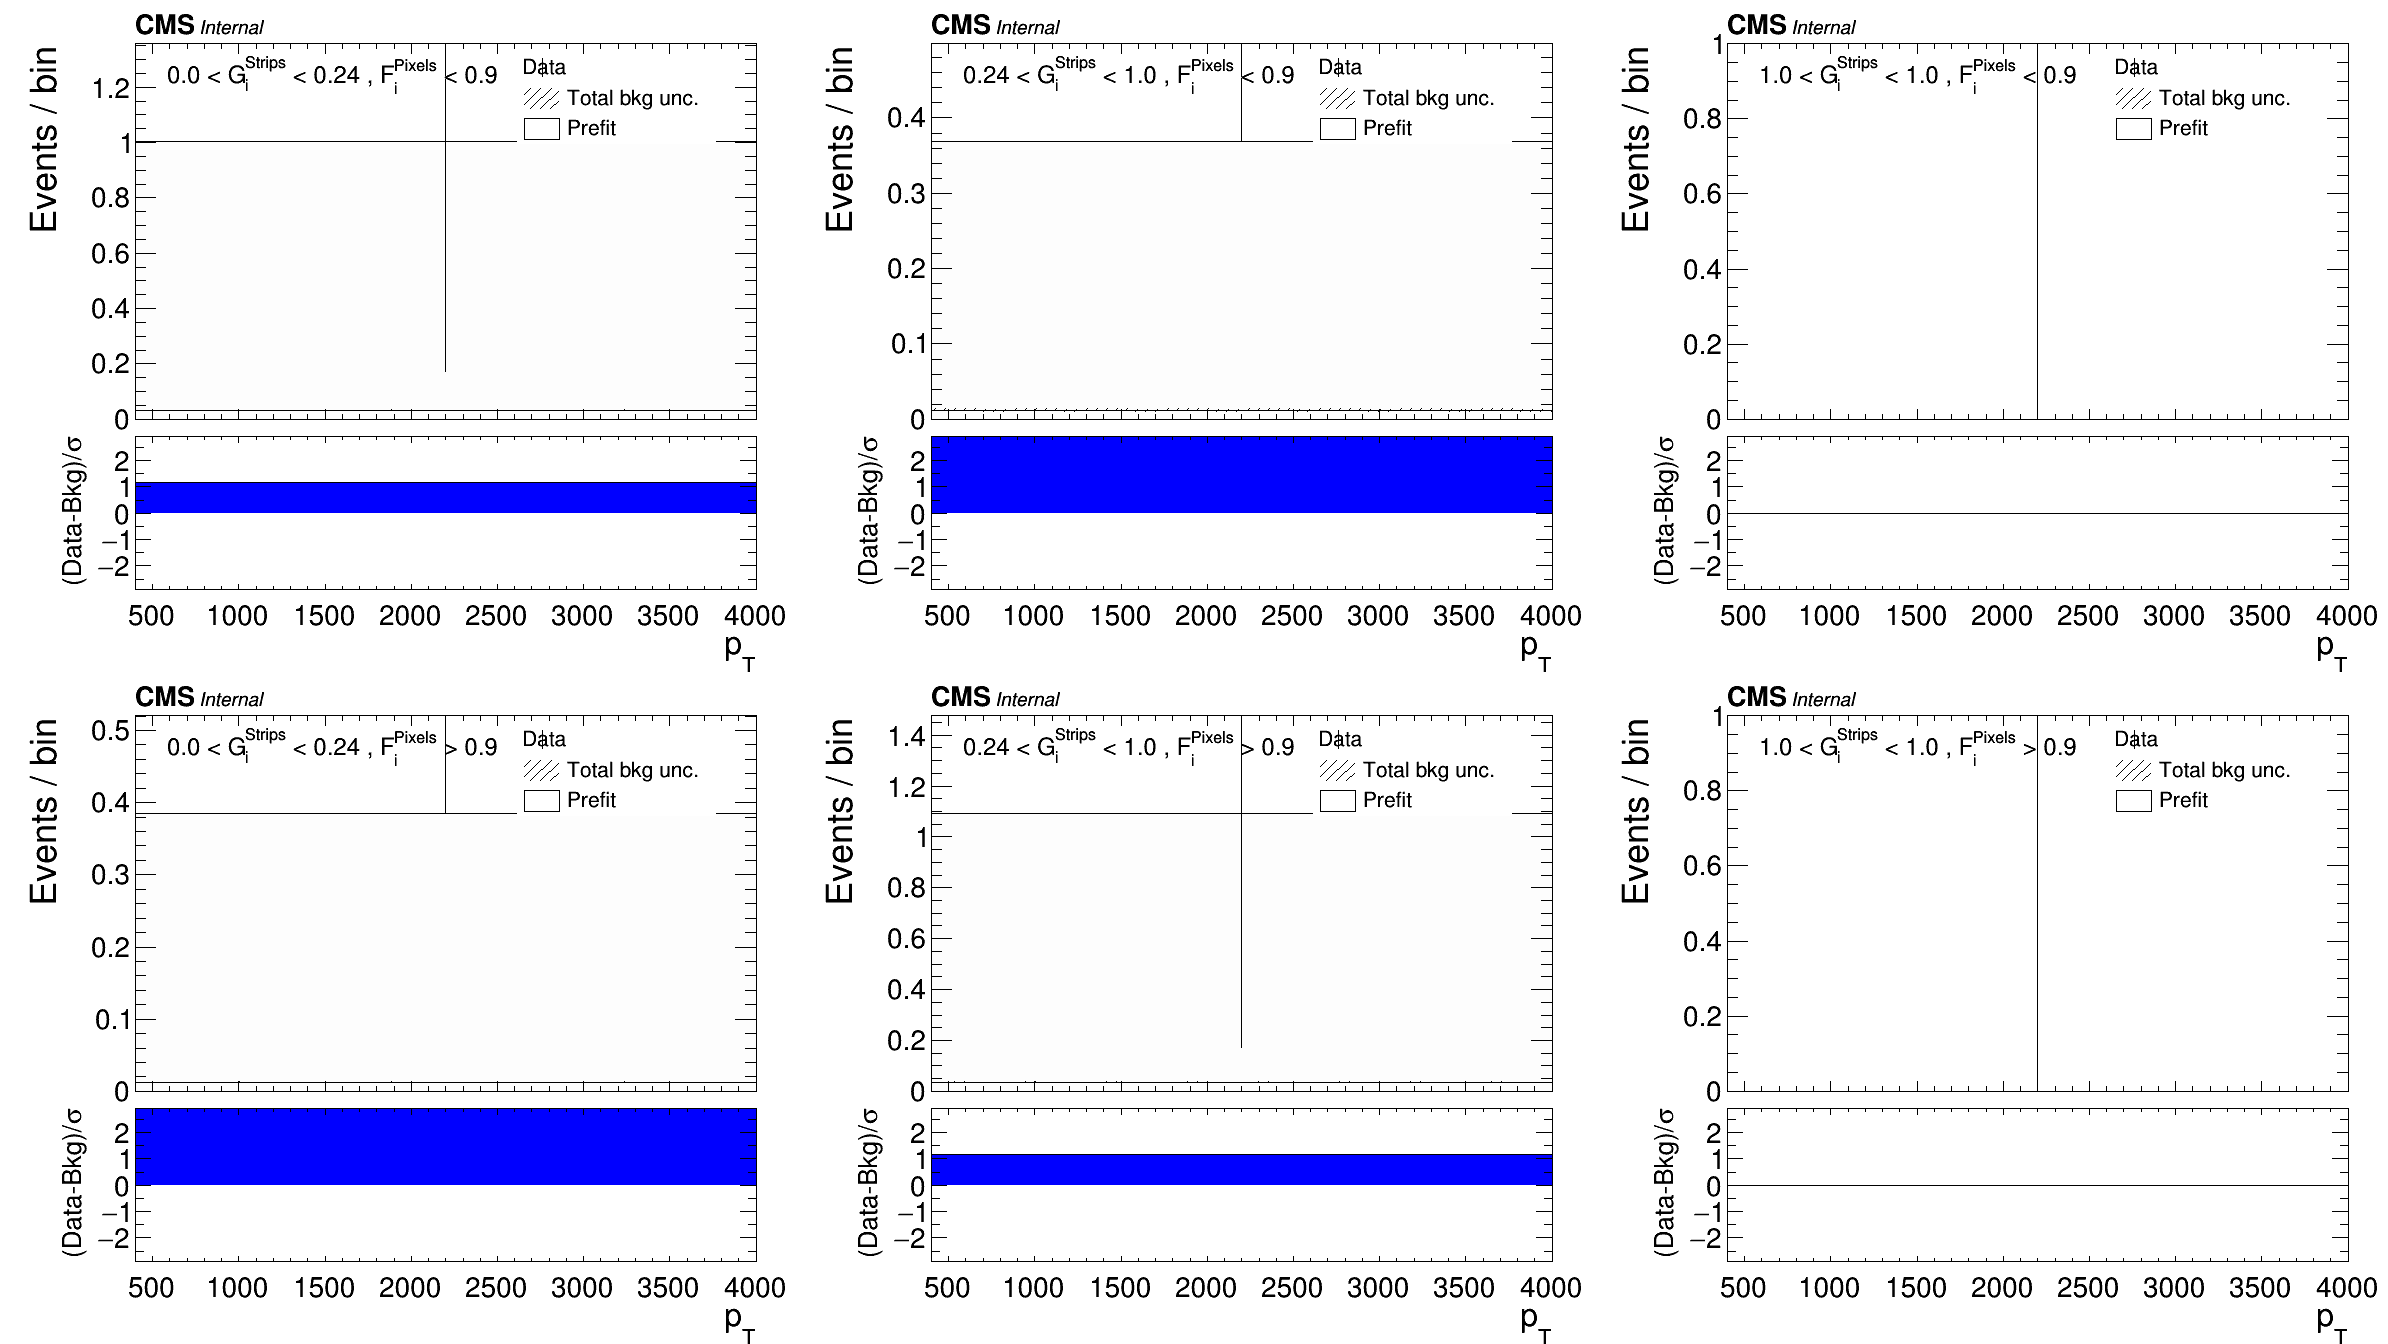 CMS Internal
Events / bin
0.0 < G_i^Strips < 0.24 , F_i^Pixels < 0.9
Data
Total bkg unc.
Prefit
1.2
1
0.8
0.6
0.4
0.2
0
(Data-Bkg)/σ
2
1
0
−1
−2
500 1000 1500 2000 2500 3000 3500 4000
p_T
CMS Internal
Events / bin
0.24 < G_i^Strips < 1.0 , F_i^Pixels < 0.9
Data
Total bkg unc.
Prefit
0.4
0.3
0.2
0.1
0
(Data-Bkg)/σ
2
1
0
−1
−2
500 1000 1500 2000 2500 3000 3500 4000
p_T
CMS Internal
Events / bin
1.0 < G_i^Strips < 1.0 , F_i^Pixels < 0.9
Data
Total bkg unc.
Prefit
1
0.8
0.6
0.4
0.2
0
(Data-Bkg)/σ
2
1
0
−1
−2
500 1000 1500 2000 2500 3000 3500 4000
p_T
CMS Internal
Events / bin
0.0 < G_i^Strips < 0.24 , F_i^Pixels > 0.9
Data
Total bkg unc.
Prefit
0.5
0.4
0.3
0.2
0.1
0
(Data-Bkg)/σ
2
1
0
−1
−2
500 1000 1500 2000 2500 3000 3500 4000
p_T
CMS Internal
Events / bin
0.24 < G_i^Strips < 1.0 , F_i^Pixels > 0.9
Data
Total bkg unc.
Prefit
1.4
1.2
1
0.8
0.6
0.4
0.2
0
(Data-Bkg)/σ
2
1
0
−1
−2
500 1000 1500 2000 2500 3000 3500 4000
p_T
CMS Internal
Events / bin
1.0 < G_i^Strips < 1.0 , F_i^Pixels > 0.9
Data
Total bkg unc.
Prefit
1
0.8
0.6
0.4
0.2
0
(Data-Bkg)/σ
2
1
0
−1
−2
500 1000 1500 2000 2500 3000 3500 4000
p_T